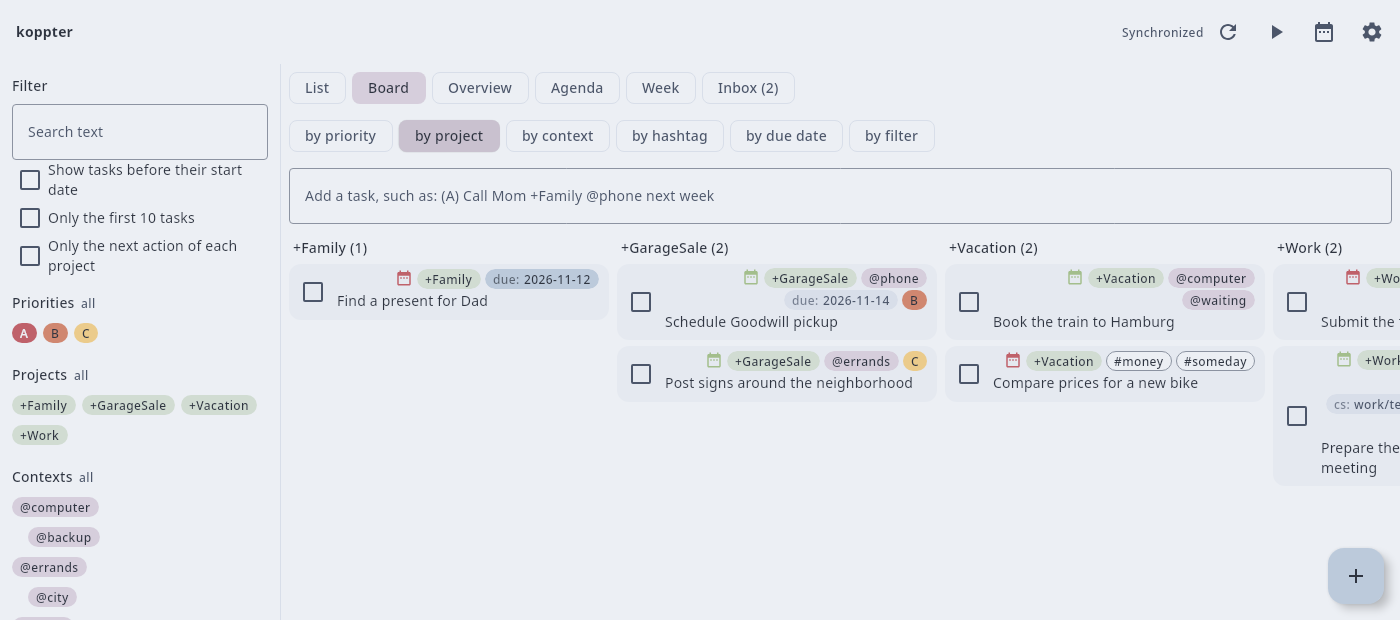 koppter
Synchronized
Filter
Search text
Show tasks before their start
date
Only the first 10 tasks
Only the next action of each
project
Priorities all
A B C
Projects all
+Family +GarageSale +Vacation
+Work
Contexts all
@computer
@backup
@errands
@city
List Board Overview Agenda Week Inbox (2)
by priority by project by context by hashtag by due date by filter
Add a task, such as: (A) Call Mom +Family @phone next week
+Family (1)
+Family due: 2026-11-12
Find a present for Dad
+GarageSale (2)
+GarageSale @phone
due: 2026-11-14 B
Schedule Goodwill pickup
+GarageSale @errands C
Post signs around the neighborhood
+Vacation (2)
+Vacation @computer
@waiting
Book the train to Hamburg
+Vacation #money #someday
Compare prices for a new bike
+Work (2)
Submit the
+Work
cs:
Prepare the
meeting